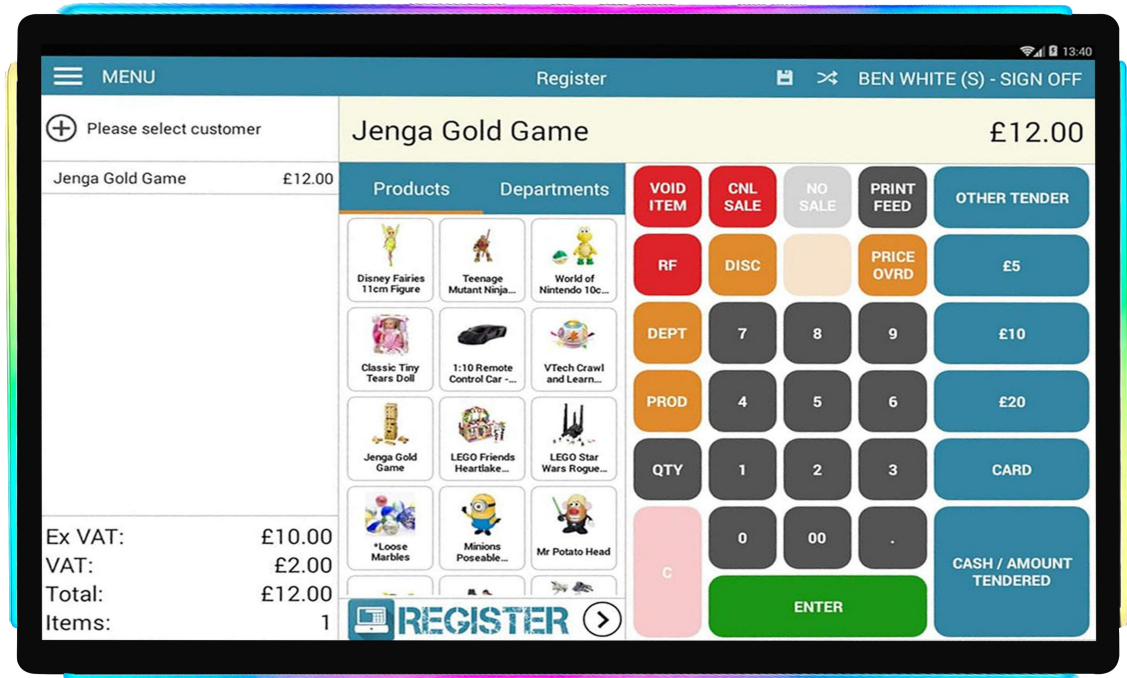 13:40
MENU
Register
BEN WHITE (S) - SIGN OFF
Please select customer
Jenga Gold Game
£12.00
Jenga Gold Game £12.00
Products
Departments
Disney Fairies
11cm Figure
Teenage
Mutant Ninja...
World of
Nintendo 10c...
Classic Tiny
Tears Doll
1:10 Remote
Control Car -...
VTech Crawl
and Learn...
Jenga Gold
Game
LEGO Friends
Heartlake...
LEGO Star
Wars Rogue...
*Loose
Marbles
Minions
Poseable...
Mr Potato Head
REGISTER
VOID
ITEM
CNL
SALE
NO
SALE
PRINT
FEED
OTHER TENDER
RF
DISC
PRICE
OVRD
£5
DEPT
7
8
9
£10
PROD
4
5
6
£20
QTY
1
2
3
CARD
C
0
00
.
CASH / AMOUNT
TENDERED
ENTER
Ex VAT: £10.00
VAT: £2.00
Total: £12.00
Items: 1